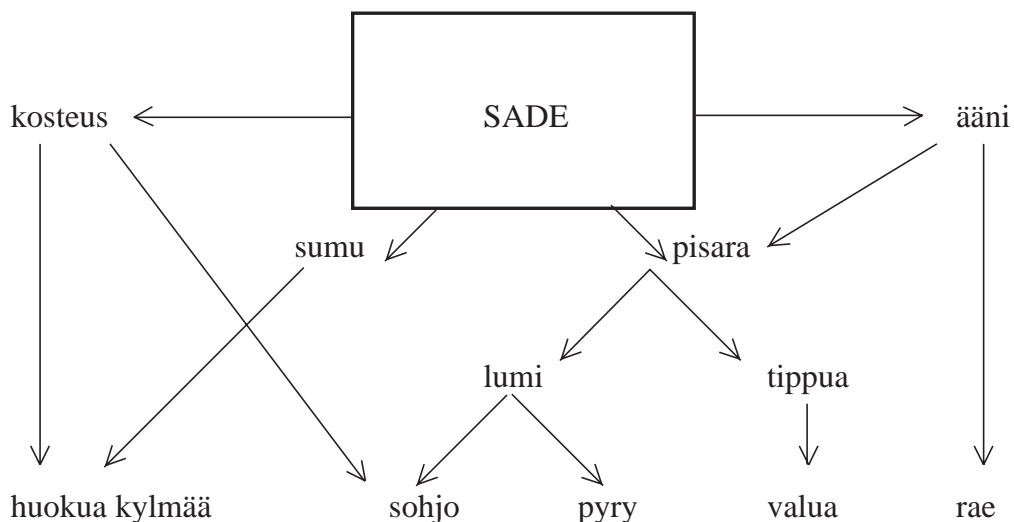 kosteus SADE ääni
sumu pisara
lumi tippua
huokua kylmää sohjo pyry valua rae